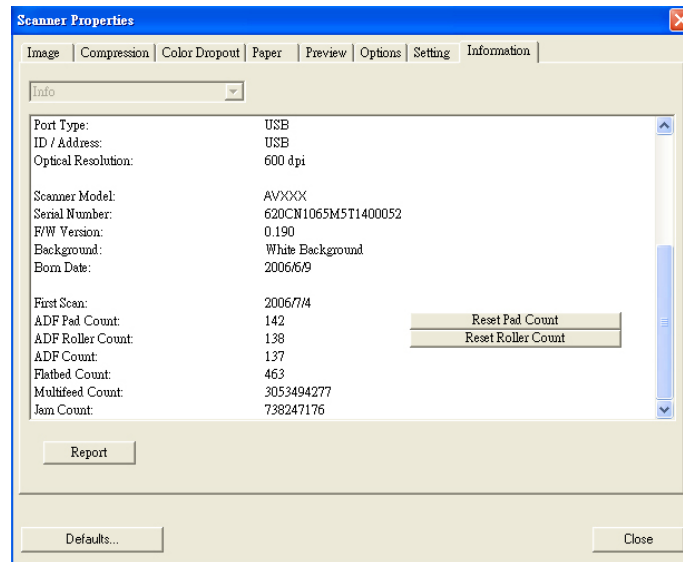 Scanner Properties
Image Compression Color Dropout Paper Preview Options Setting Information
Info
Port Type: USB
ID / Address: USB
Optical Resolution: 600 dpi
Scanner Model: AVXXX
Serial Number: 620CN1065M5T1400052
F/W Version: 0.190
Background: White Background
Born Date: 2006/6/9
First Scan: 2006/7/4
ADF Pad Count: 142 Reset Pad Count
ADF Roller Count: 138 Reset Roller Count
ADF Count: 137
Flatbed Count: 463
Multifeed Count: 3053494277
Jam Count: 738247176
Report
Defaults... Close